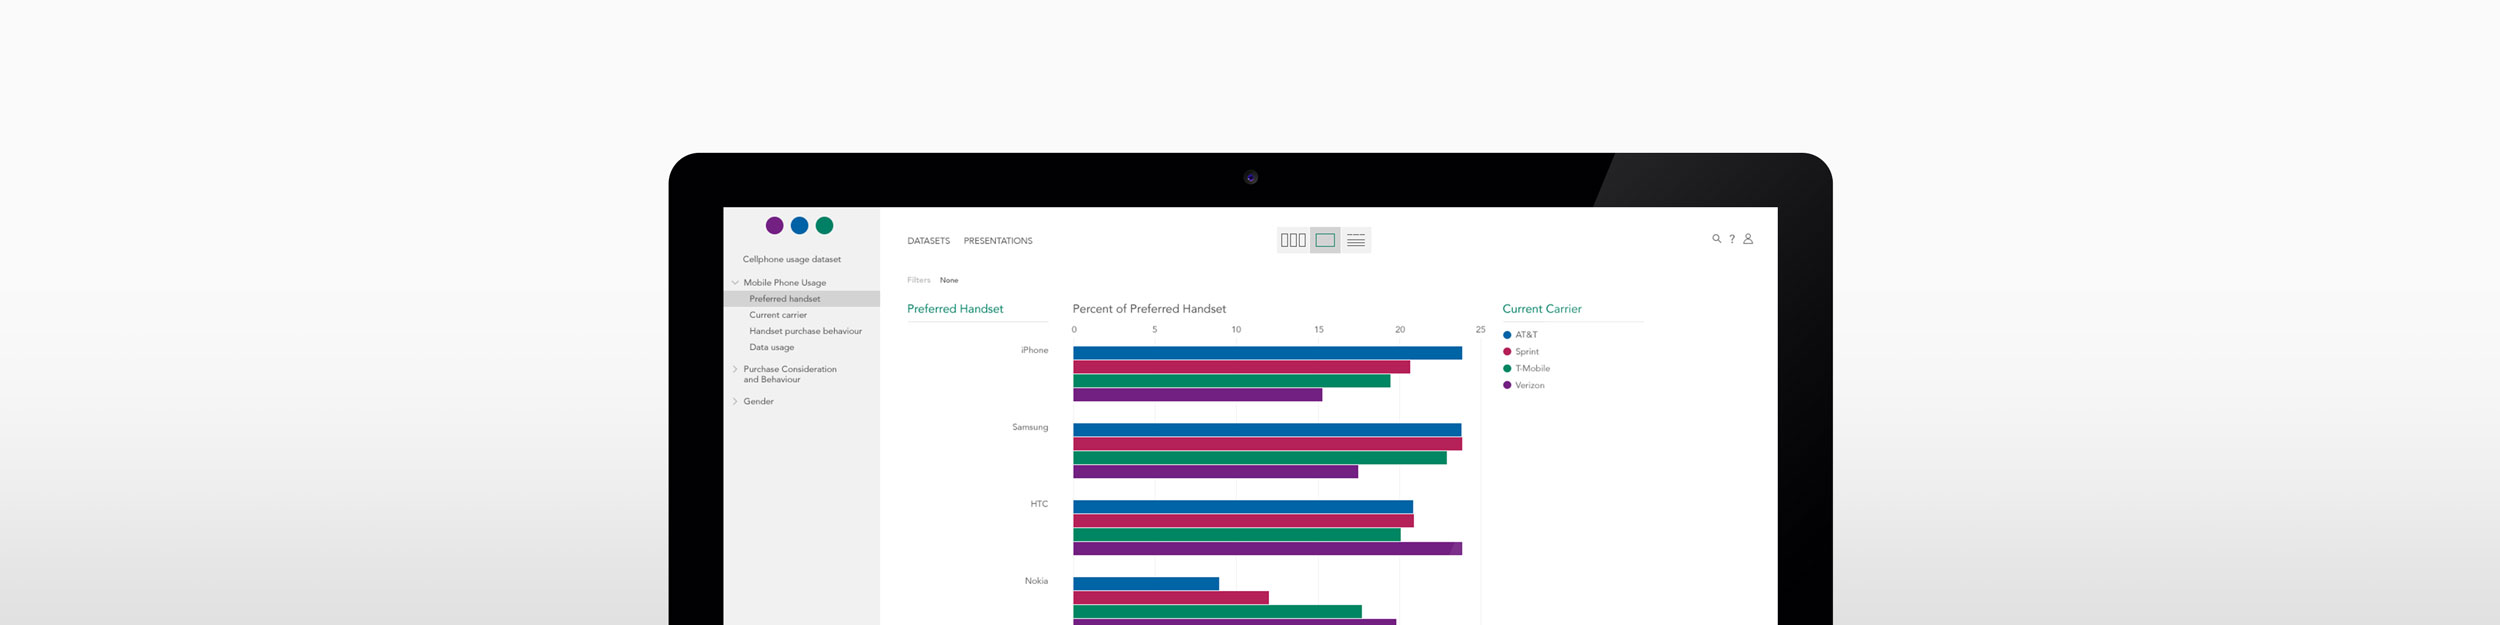 Cellphone usage dataset
Mobile Phone Usage
Preferred handset
Current carrier
Handset purchase behaviour
Data usage
Purchase Consideration
and Behaviour
Gender
DATASETS PRESENTATIONS
?
Filters None
Preferred Handset
Percent of Preferred Handset
0 5 10 15 20 25
iPhone
Samsung
HTC
Nokia
Current Carrier
AT&T
Sprint
T-Mobile
Verizon